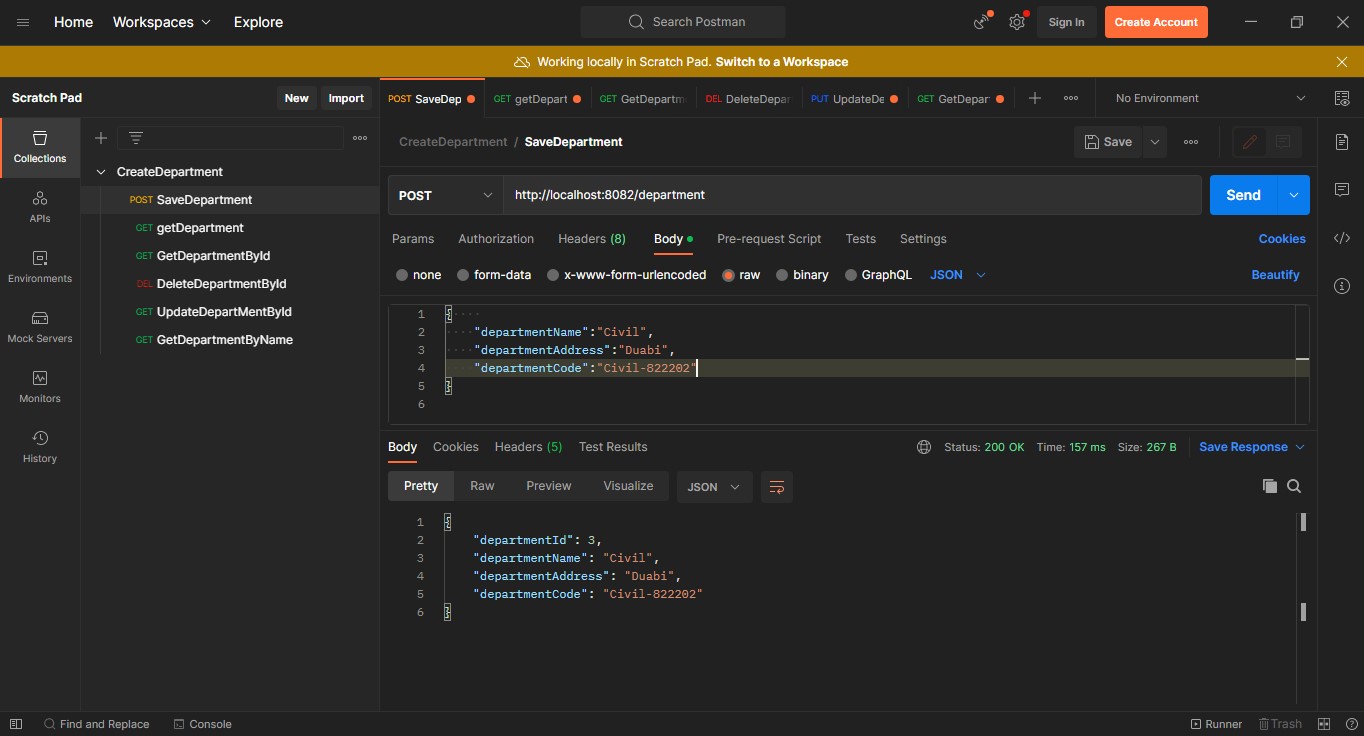 Home Workspaces Explore Search Postman Sign In Create Account
Working locally in Scratch Pad. Switch to a Workspace
Scratch Pad New Import
POST SaveDep GET getDepart GET GetDepartm DEL DeleteDepar PUT UpdateDe GET GetDepar No Environment
Collections
APIs
Environments
Mock Servers
Monitors
History
CreateDepartment
POST SaveDepartment
GET getDepartment
GET GetDepartmentById
DEL DeleteDepartmentById
GET UpdateDepartMentById
GET GetDepartmentByName
CreateDepartment / SaveDepartment Save
POST http://localhost:8082/department Send
Params Authorization Headers (8) Body Pre-request Script Tests Settings Cookies
none form-data x-www-form-urlencoded raw binary GraphQL JSON Beautify
1 {
2 "departmentName":"Civil",
3 "departmentAddress":"Duabi",
4 "departmentCode":"Civil-822202"
5 }
6
Body Cookies Headers (5) Test Results Status: 200 OK Time: 157 ms Size: 267 B Save Response
Pretty Raw Preview Visualize JSON
1 {
2 "departmentId": 3,
3 "departmentName": "Civil",
4 "departmentAddress": "Duabi",
5 "departmentCode": "Civil-822202"
6 }
Find and Replace Console Runner Trash